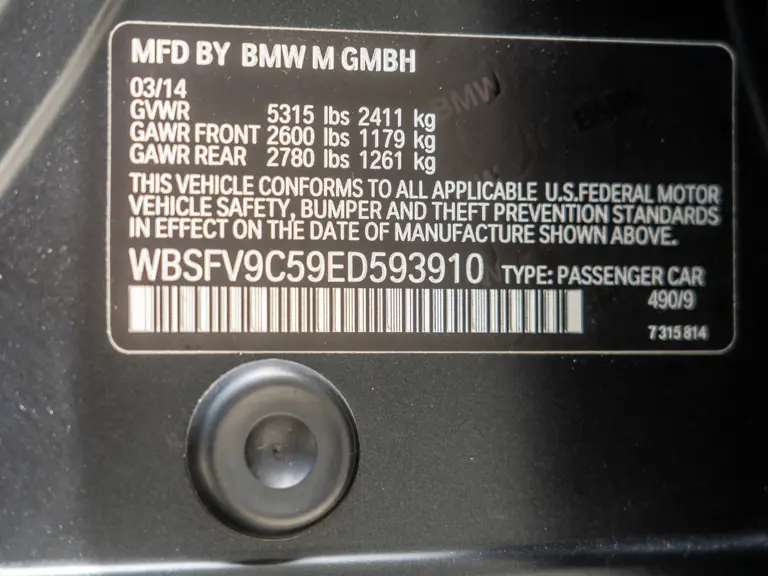 MFD BY BMW M GMBH
03/14
GVWR 5315 lbs 2411 kg
GAWR FRONT 2600 lbs 1179 kg
GAWR REAR 2780 lbs 1261 kg
THIS VEHICLE CONFORMS TO ALL APPLICABLE U.S.FEDERAL MOTOR
VEHICLE SAFETY, BUMPER AND THEFT PREVENTION STANDARDS
IN EFFECT ON THE DATE OF MANUFACTURE SHOWN ABOVE.
WBSFV9C59ED593910 TYPE: PASSENGER CAR
490/9
7 315 814
BMW
BMW